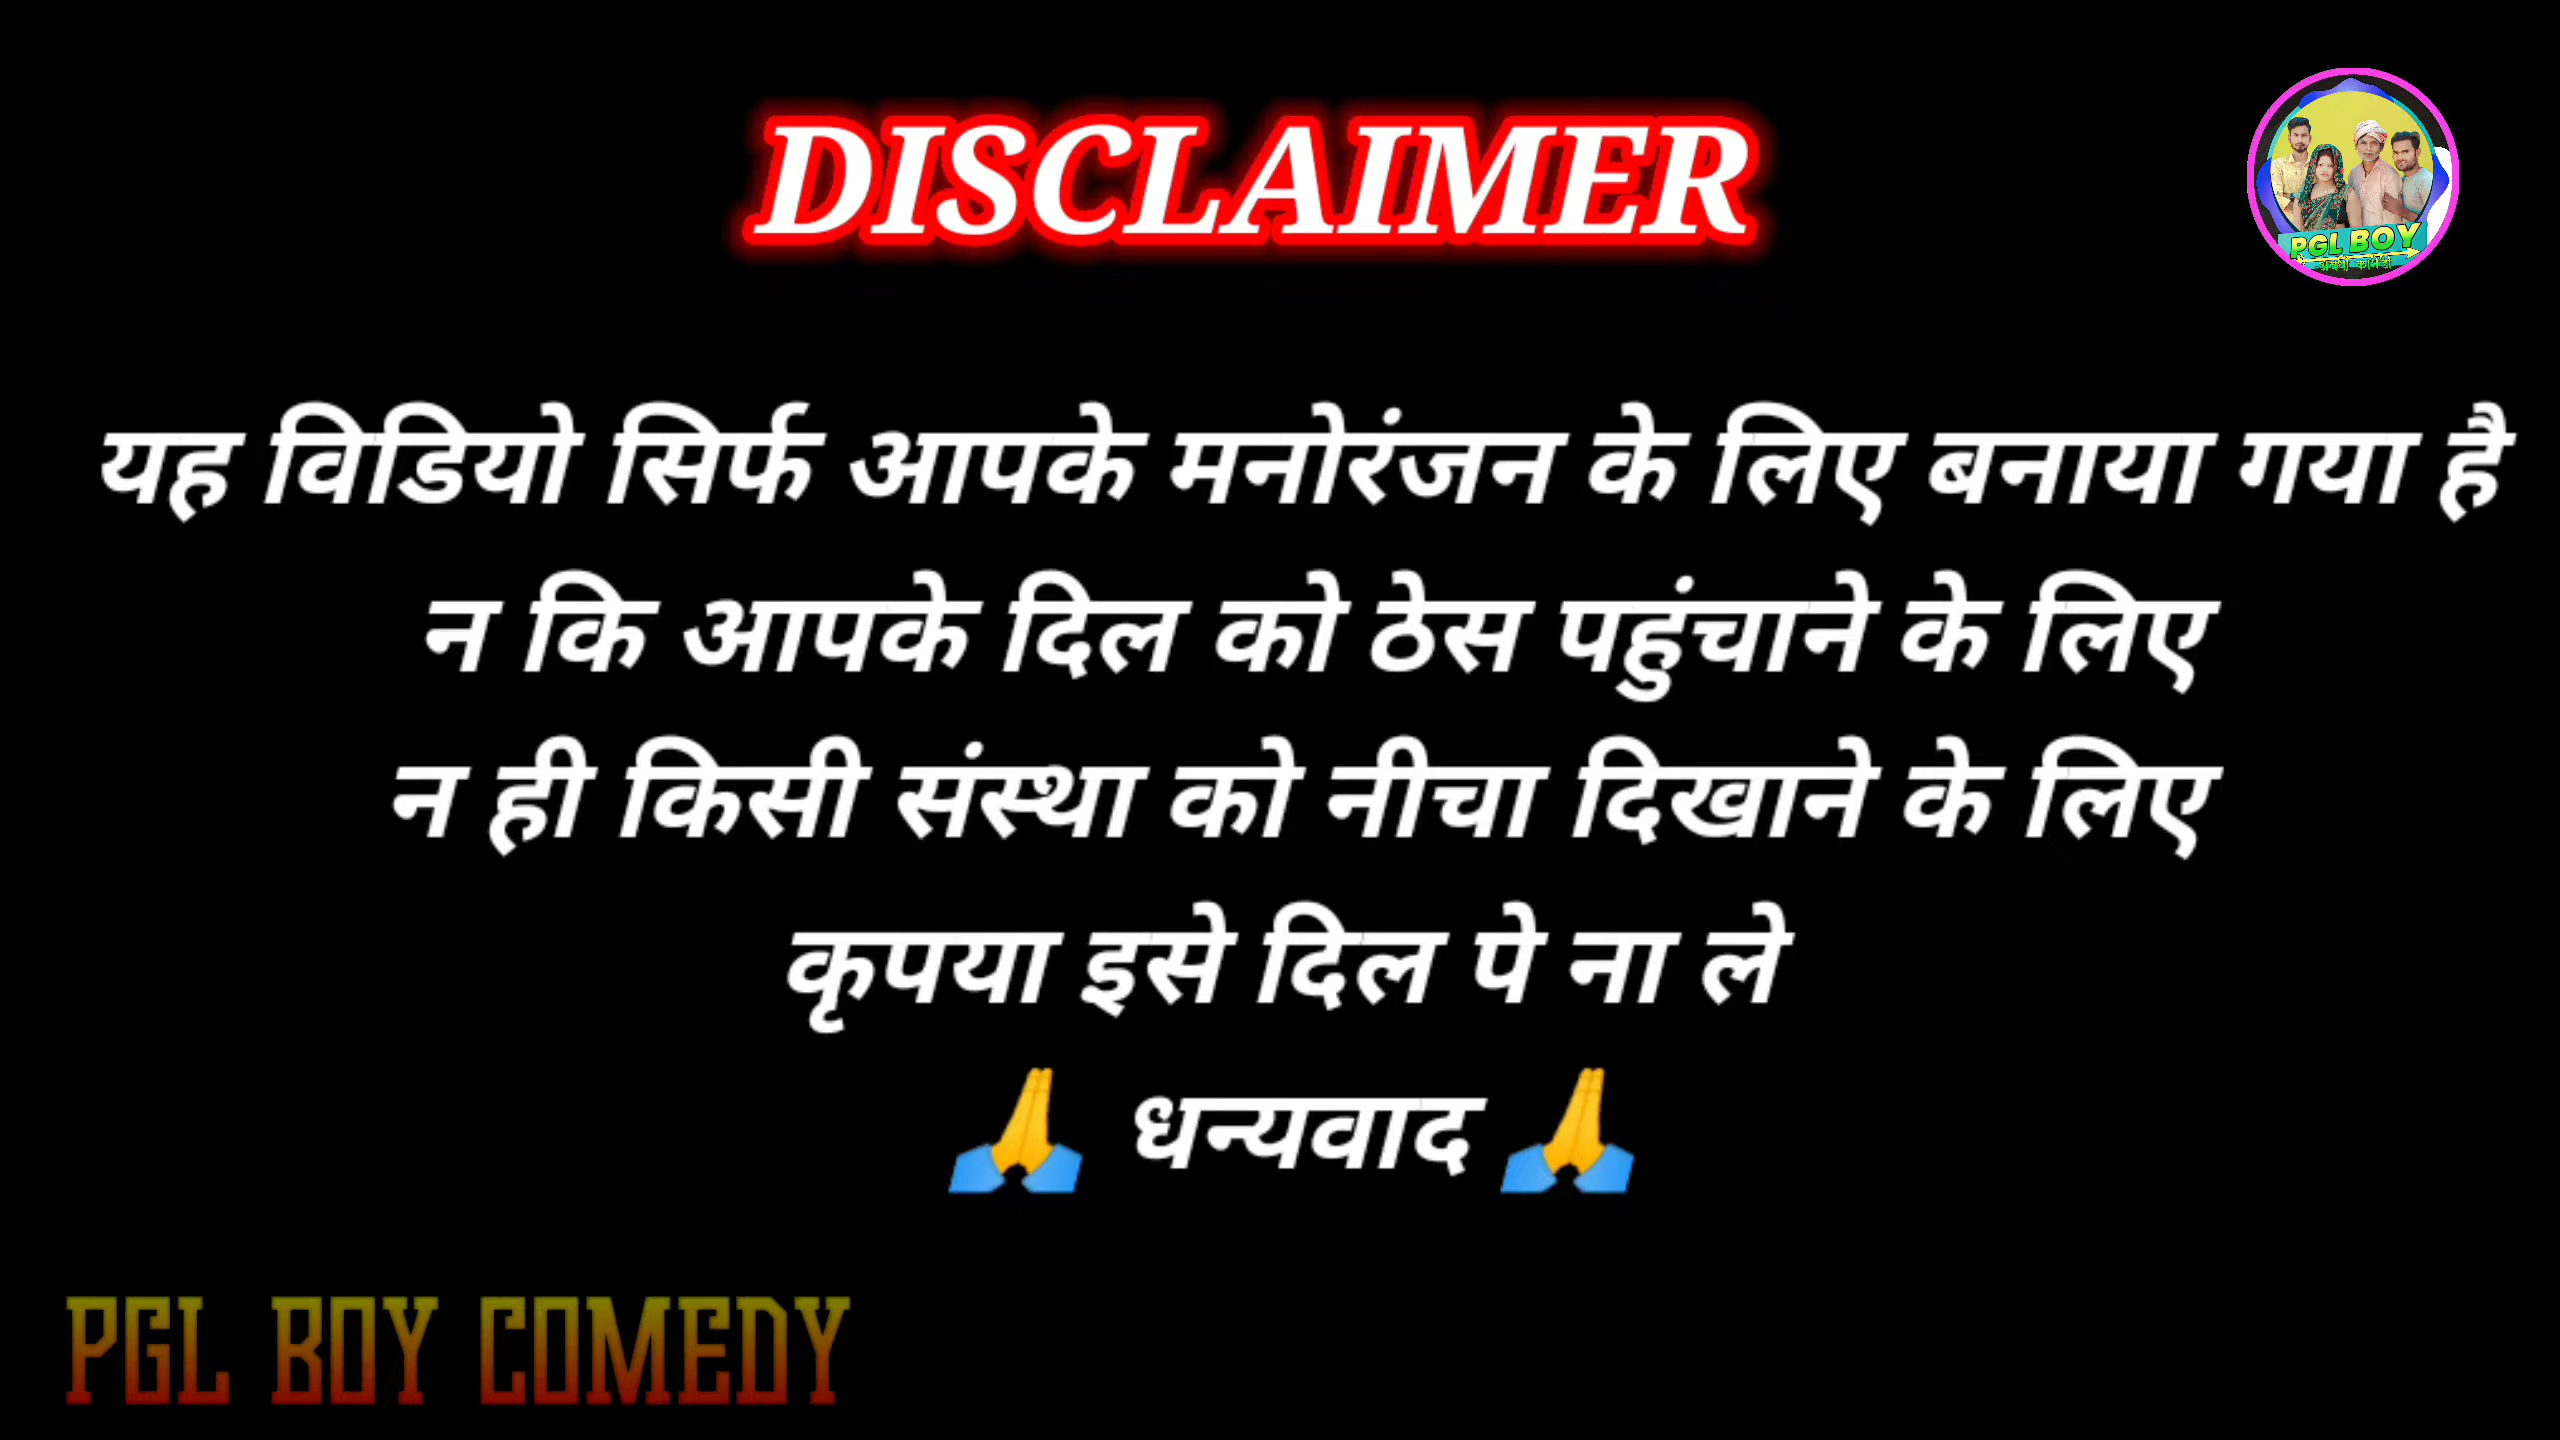 DISCLAIMER
PGL BOY
यह विडियो सिर्फ आपके मनोरंजन के लिए बनाया गया है
न कि आपके दिल को ठेस पहुंचाने के लिए
न ही किसी संस्था को नीचा दिखाने के लिए
कृपया इसे दिल पे ना ले
🙏 धन्यवाद 🙏
PGL BOY COMEDY